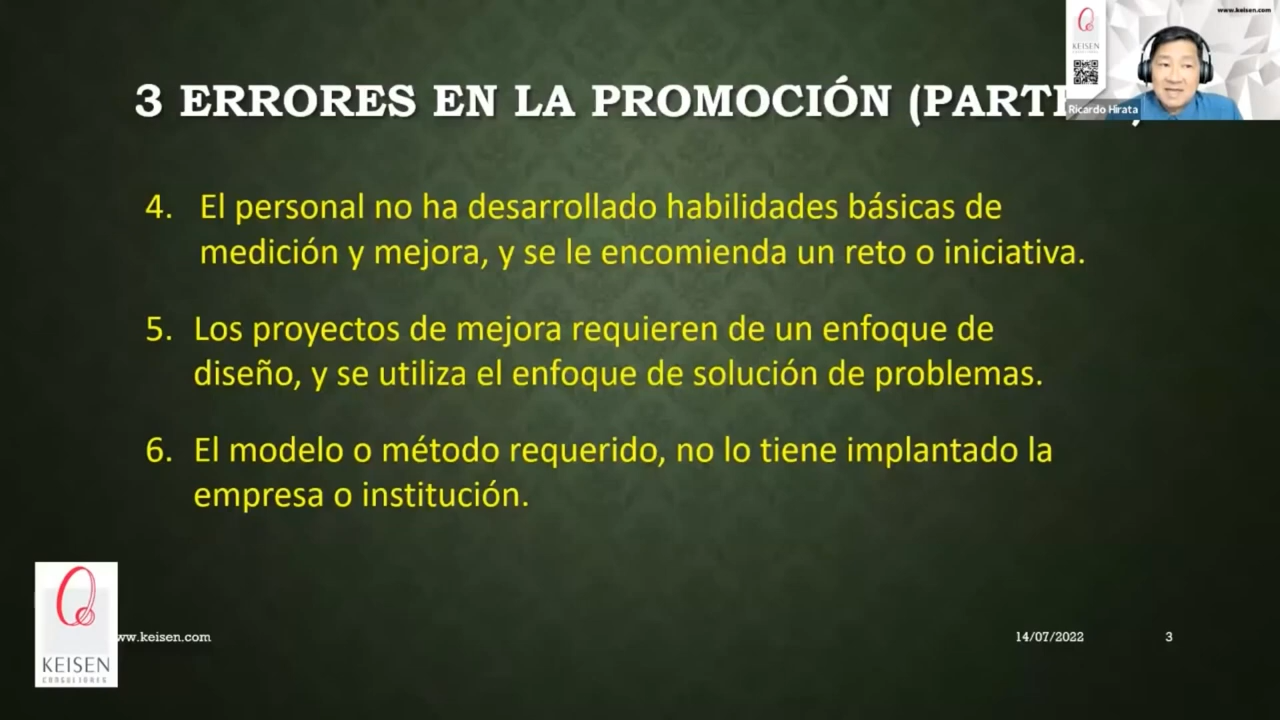 www.keisen.com
KEISEN
Ricardo Hirata
3 ERRORES EN LA PROMOCIÓN
4. El personal no ha desarrollado habilidades básicas de
medición y mejora, y se le encomienda un reto o iniciativa.
5. Los proyectos de mejora requieren de un enfoque de
diseño, y se utiliza el enfoque de solución de problemas.
6. El modelo o método requerido, no lo tiene implantado la
empresa o institución.
KEISEN
CONSULTORES
ww.keisen.com
14/07/2022
3